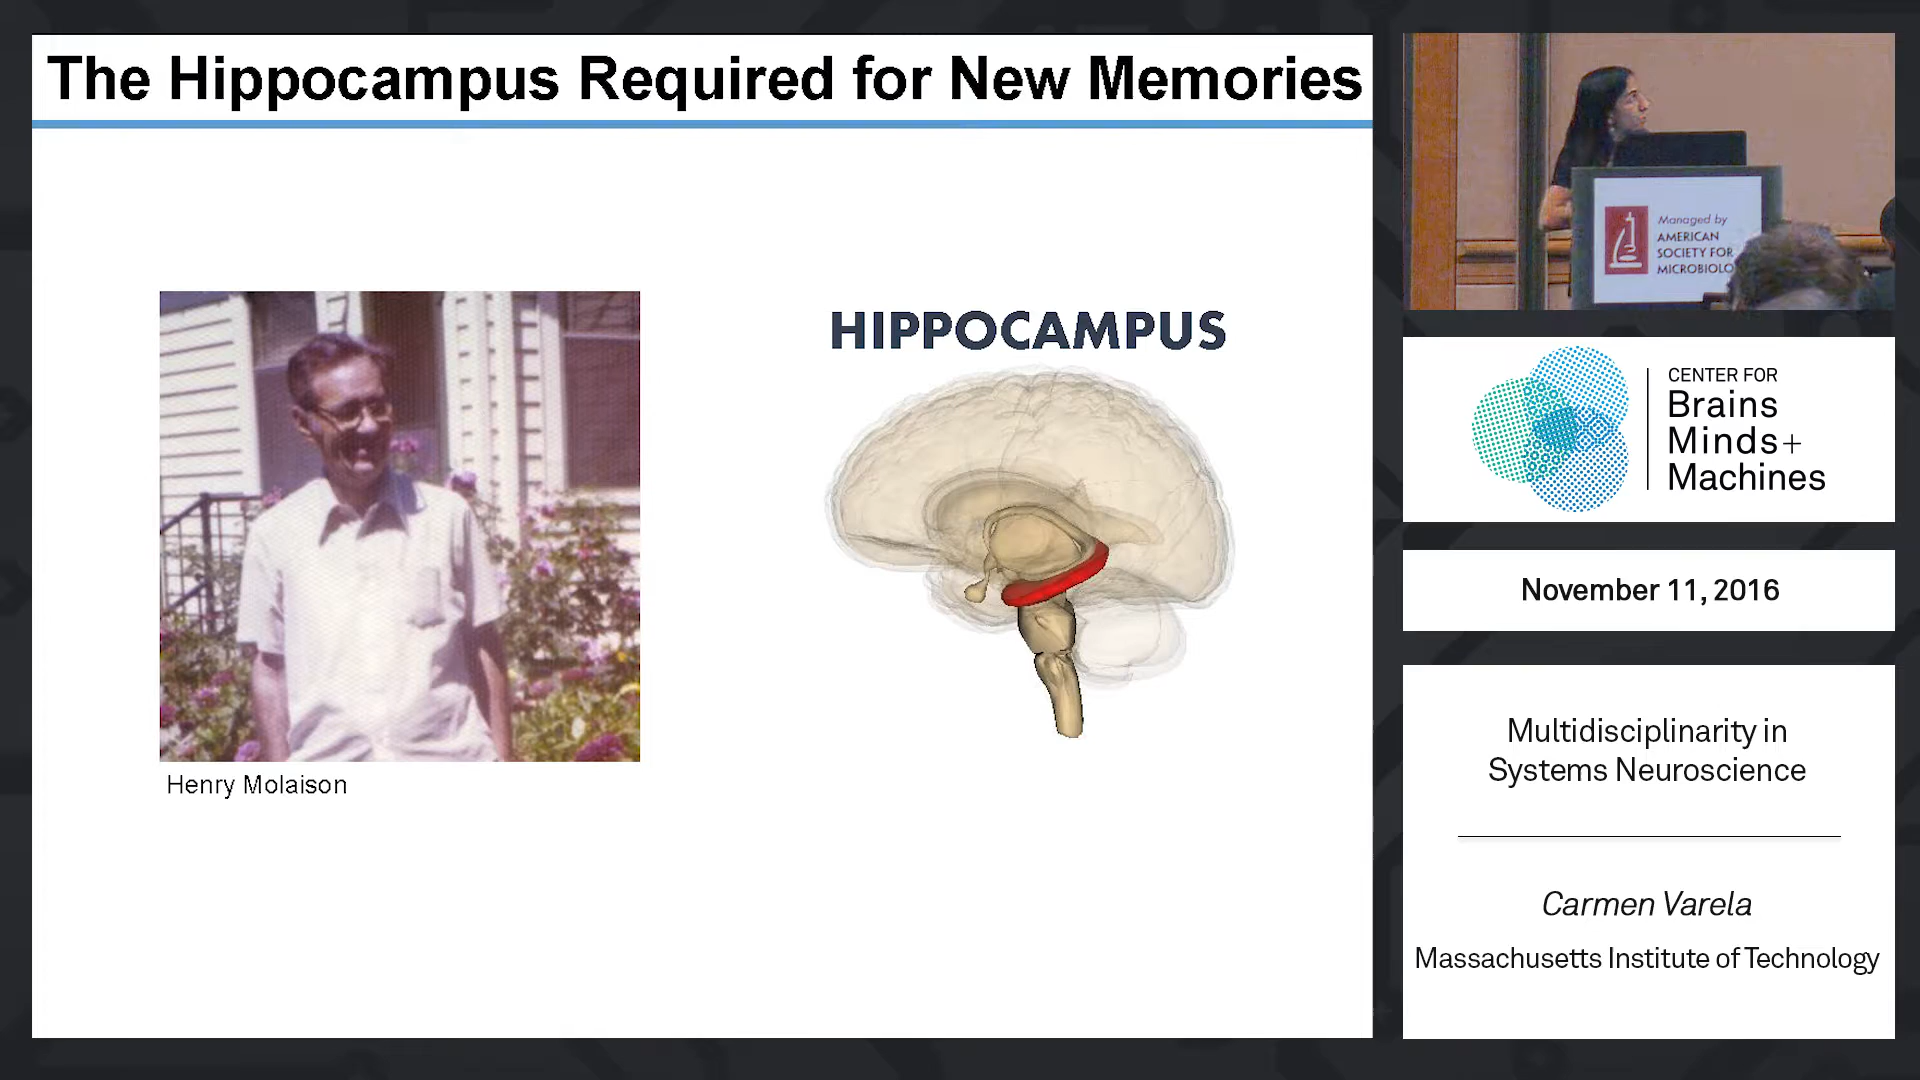 The Hippocampus Required for New Memories
HIPPOCAMPUS
Henry Molaison
Managed by
AMERICAN
SOCIETY FOR
CENTER FOR
Brains
Minds+
Machines
November 11, 2016
Multidisciplinarity in
Systems Neuroscience
Carmen Varela
Massachusetts Institute of Technology